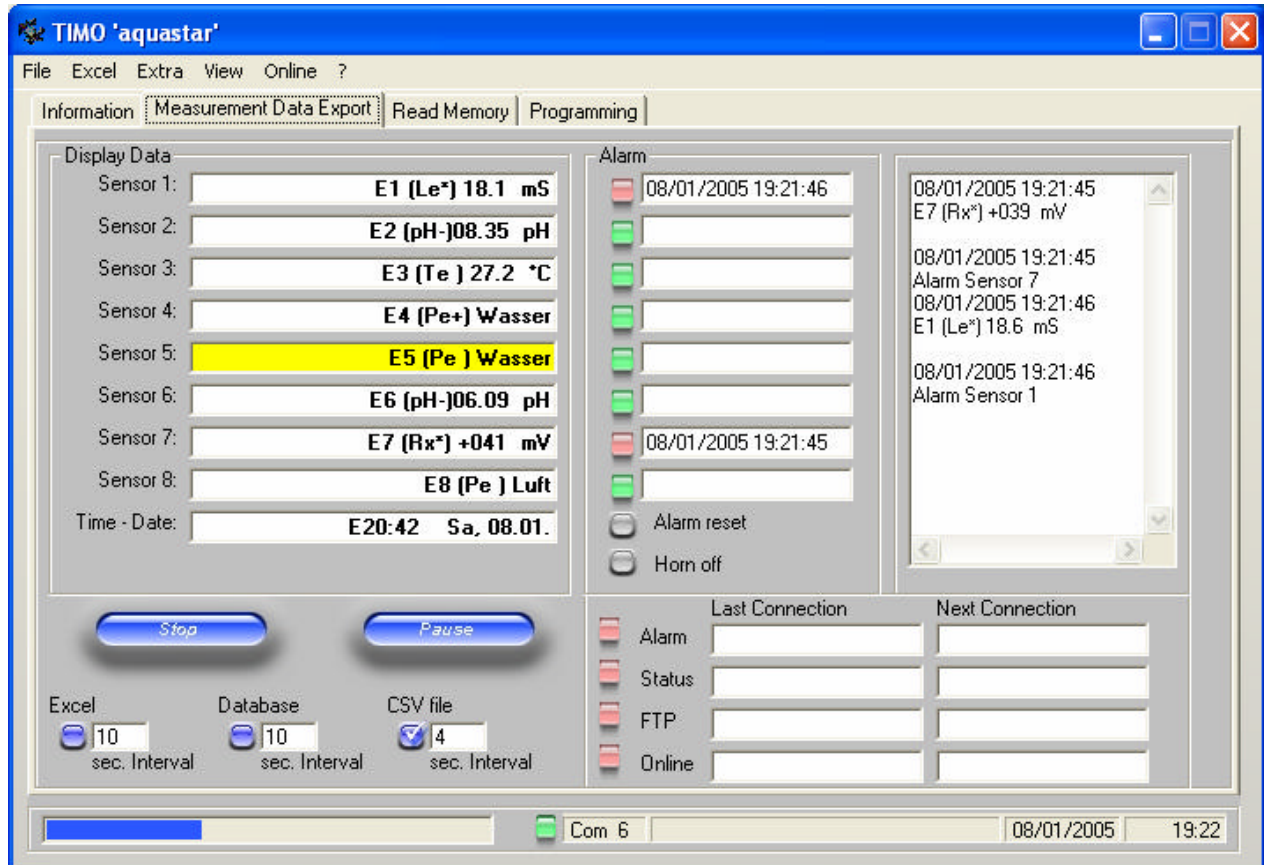 TIMO 'aquastar'
File Excel Extra View Online ?
Information Measurement Data Export Read Memory Programming
Display Data
Sensor 1: E1 (Le*) 18.1 mS
Sensor 2: E2 (pH-)08.35 pH
Sensor 3: E3 (Te ) 27.2 °C
Sensor 4: E4 (Pe+) Wasser
Sensor 5: E5 (Pe ) Wasser
Sensor 6: E6 (pH-)06.09 pH
Sensor 7: E7 (Rx*) +041 mV
Sensor 8: E8 (Pe ) Luft
Time - Date: E20:42 Sa, 08.01.
Alarm
08/01/2005 19:21:46
08/01/2005 19:21:45
Alarm reset
Horn off
08/01/2005 19:21:45
E7 (Rx*) +039 mV
08/01/2005 19:21:45
Alarm Sensor 7
08/01/2005 19:21:46
E1 (Le*) 18.6 mS
08/01/2005 19:21:46
Alarm Sensor 1
Stop Pause
Excel Database CSV file
10 10 4
sec. Interval sec. Interval sec. Interval
Last Connection Next Connection
Alarm
Status
FTP
Online
Com 6 08/01/2005 19:22